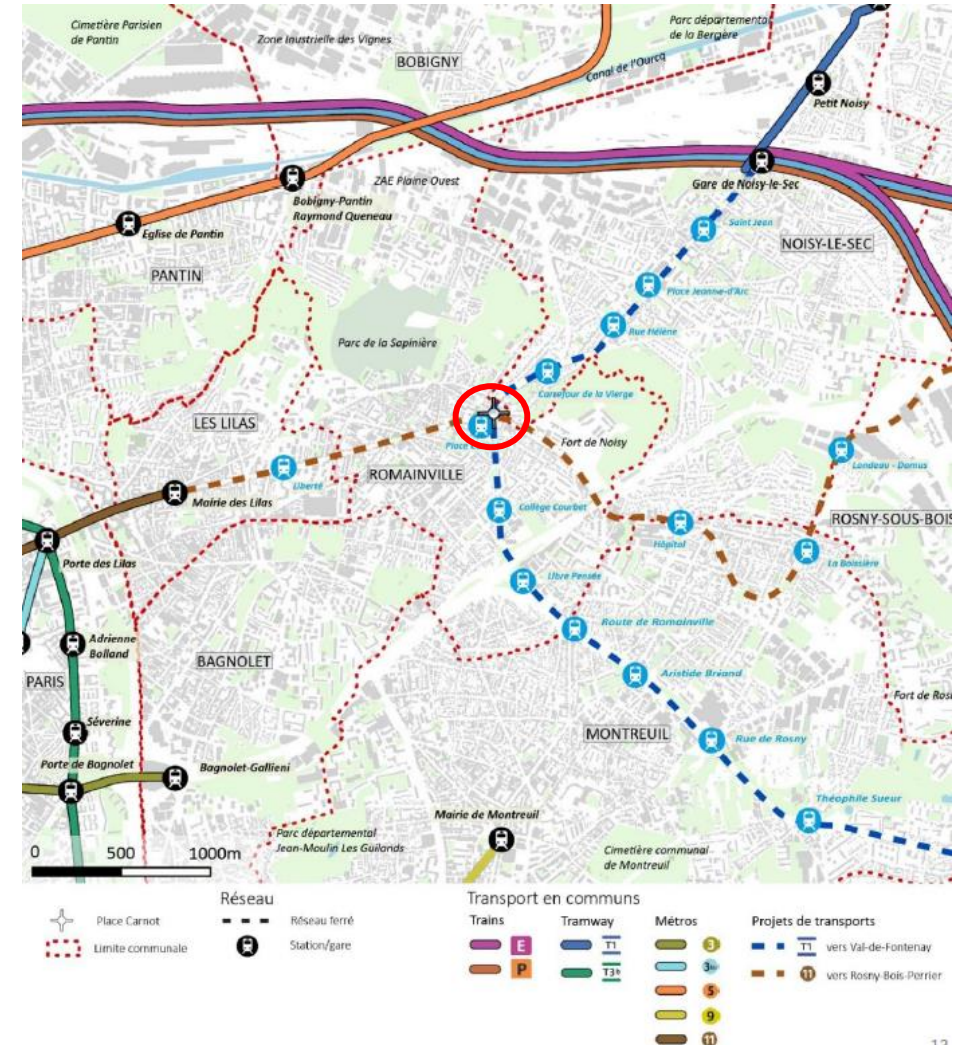 Cimetière Parisien
de Pantin
Zone Inustrielle des Vignes
Parc départemental
de la Bergère
BOBIGNY
Canal de l'Ourcq
Petit Noisy
ZAE Plaine Ouest
Gare de Noisy-le-Sec
Bobigny-Pantin
Raymond Queneau
Saint Jean
Eglise de Pantin
NOISY-LE-SEC
PANTIN
Place Jeanne-d'Arc
Rue Hélène
Parc de la Sapinière
Carrefour de la Vierge
LES LILAS
Place
Fort de Noisy
Londeau - Domus
Liberté
ROMAINVILLE
Mairie des Lilas
Collège Courbet
ROSNY-SOUS-BOIS
Hôpital
La Boissière
Porte des Lilas
Libre Pensée
Route de Romainville
Adrienne
Bolland
BAGNOLET
PARIS
Aristide Briand
Fort de Ros
Séverine
MONTREUIL
Rue de Rosny
Porte de Bagnolet
Bagnolet-Gallieni
Théophile Sueur
Mairie de Montreuil
Parc départemental
Jean-Moulin Les Guilands
Cimetière communal
de Montreuil
0 500 1000m
Réseau
Place Carnot
Réseau ferré
Limite communale
Station/gare
Transport en communs
Trains Tramway Métros Projets de transports
E T1 3 T1 vers Val-de-Fontenay
P T3b 3bis 11 vers Rosny-Bois-Perrier
5
9
11
13